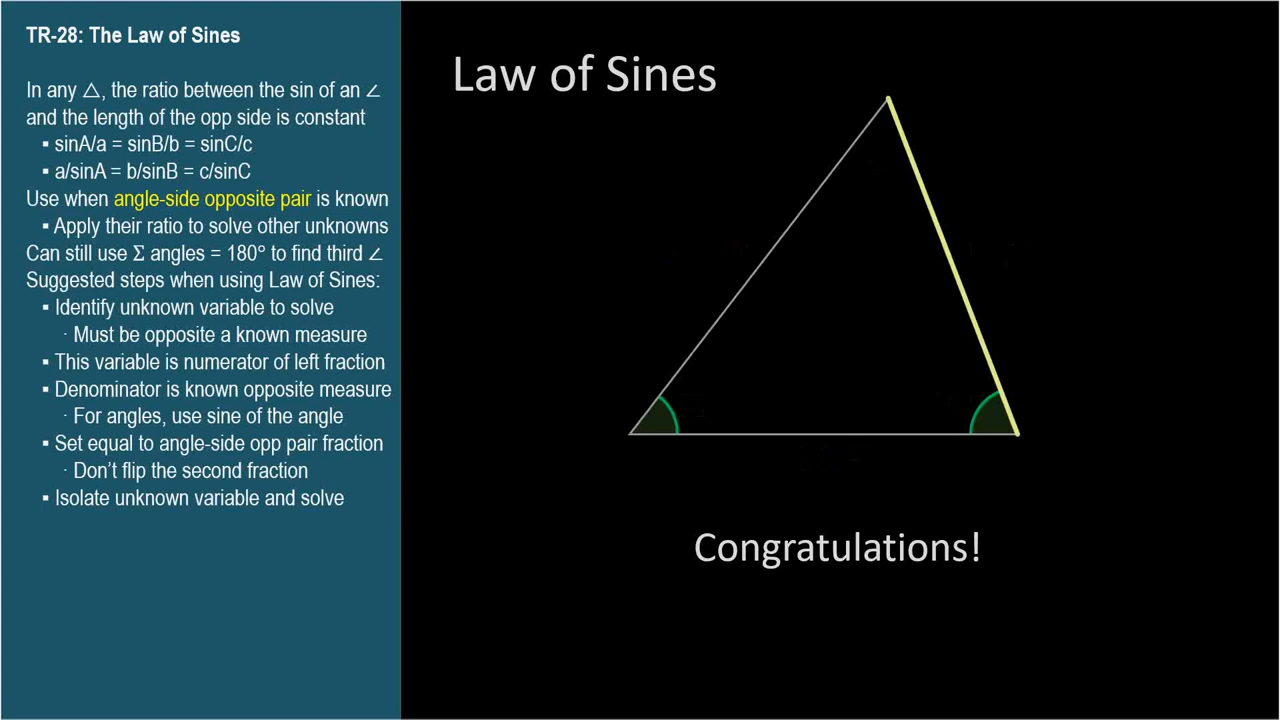 TR-28: The Law of Sines
In any △, the ratio between the sin of an ∠
and the length of the opp side is constant
▪ sinA/a = sinB/b = sinC/c
▪ a/sinA = b/sinB = c/sinC
Use when angle-side opposite pair is known
▪ Apply their ratio to solve other unknowns
Can still use Σ angles = 180° to find third ∠
Suggested steps when using Law of Sines:
▪ Identify unknown variable to solve
· Must be opposite a known measure
▪ This variable is numerator of left fraction
▪ Denominator is known opposite measure
· For angles, use sine of the angle
▪ Set equal to angle-side opp pair fraction
· Don't flip the second fraction
▪ Isolate unknown variable and solve
Law of Sines
Congratulations!